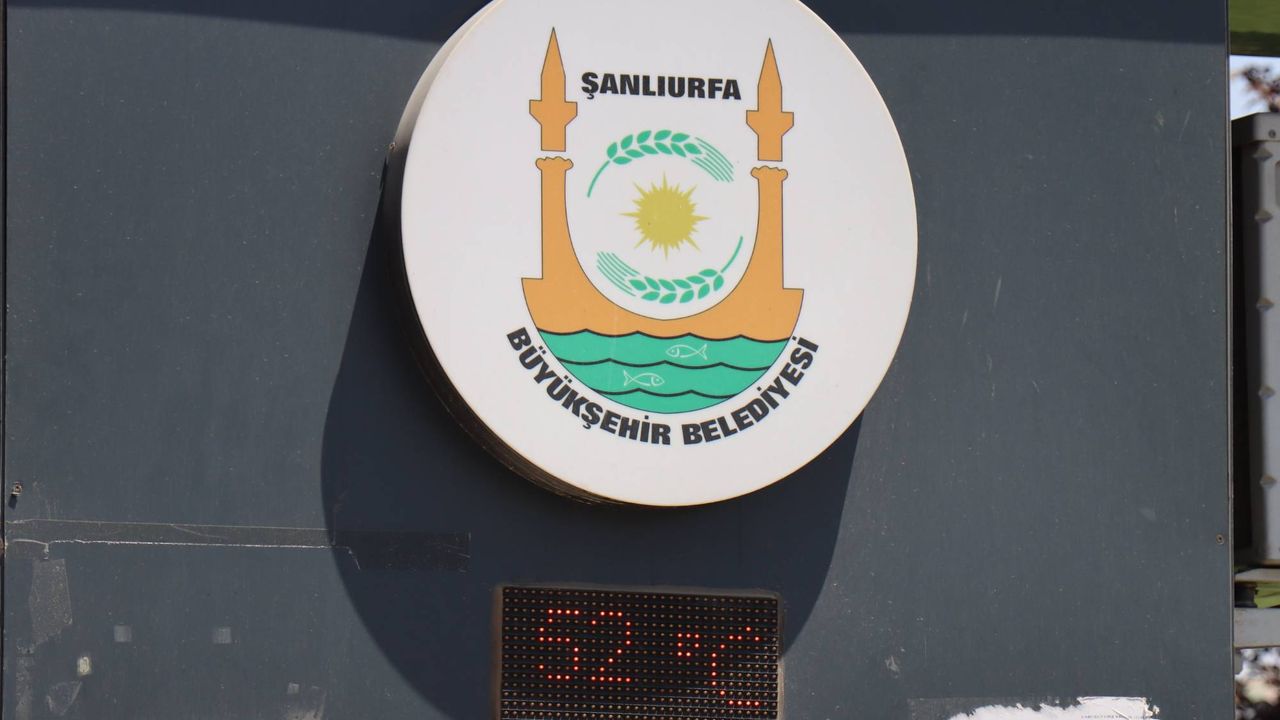 ŞANLIURFA
BÜYÜKŞEHİR BELEDİYESİ
52 °C